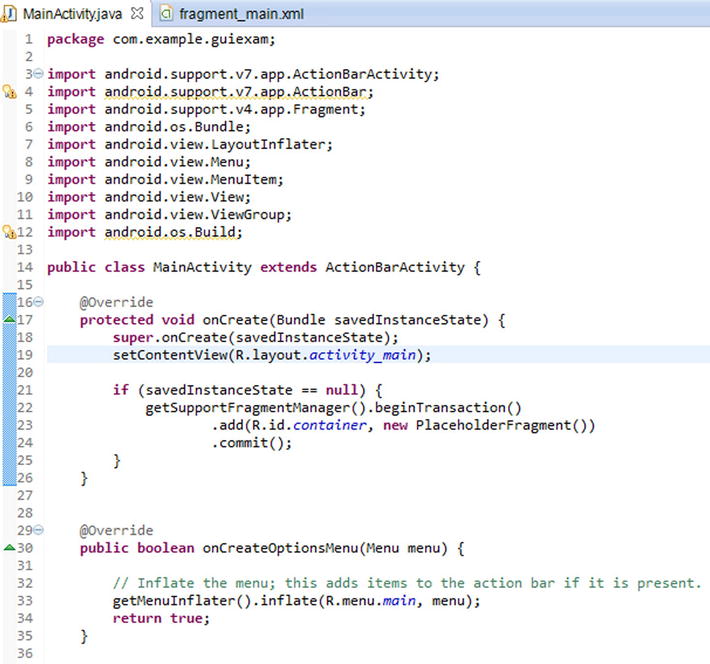 MainActivity.java fragment_main.xml
1 package com.example.guiexam;
2
3 import android.support.v7.app.ActionBarActivity;
4 import android.support.v7.app.ActionBar;
5 import android.support.v4.app.Fragment;
6 import android.os.Bundle;
7 import android.view.LayoutInflater;
8 import android.view.Menu;
9 import android.view.MenuItem;
10 import android.view.View;
11 import android.view.ViewGroup;
12 import android.os.Build;
13
14 public class MainActivity extends ActionBarActivity {
15
16     @Override
17     protected void onCreate(Bundle savedInstanceState) {
18         super.onCreate(savedInstanceState);
19         setContentView(R.layout.activity_main);
20
21         if (savedInstanceState == null) {
22             getSupportFragmentManager().beginTransaction()
23                     .add(R.id.container, new PlaceholderFragment())
24                     .commit();
25         }
26     }
27
28
29     @Override
30     public boolean onCreateOptionsMenu(Menu menu) {
31
32         // Inflate the menu; this adds items to the action bar if it is present.
33         getMenuInflater().inflate(R.menu.main, menu);
34         return true;
35     }
36